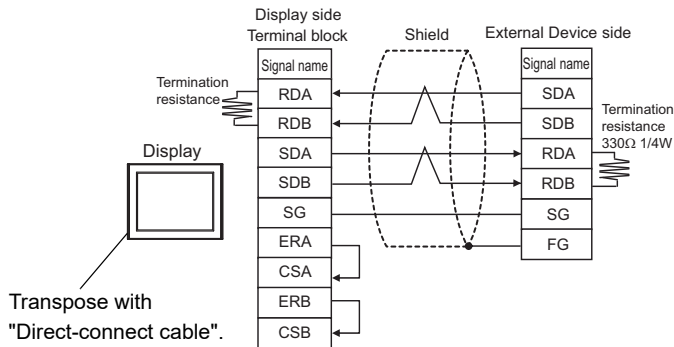 Display side
Terminal block
Shield
External Device side
Signal name
Signal name
Termination
resistance
RDA
SDA
RDB
SDB
Termination
resistance
330Ω 1/4W
Display
SDA
RDA
SDB
RDB
SG
SG
ERA
FG
CSA
ERB
CSB
Transpose with
"Direct-connect cable".